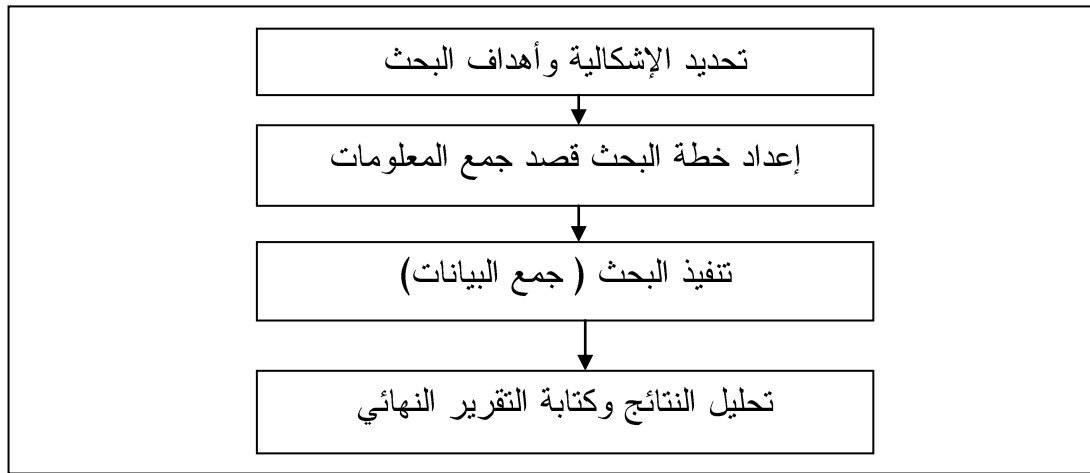 تحديد الإشكالية وأهداف البحث
إعداد خطة البحث قصد جمع المعلومات
تنفيذ البحث ( جمع البيانات)
تحليل النتائج وكتابة التقرير النهائي